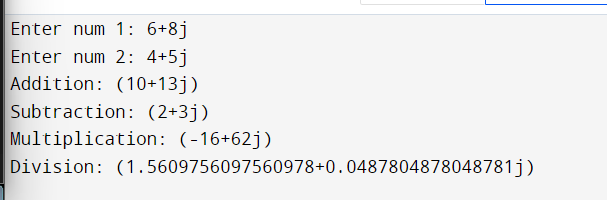 Enter num 1: 6+8j
Enter num 2: 4+5j
Addition: (10+13j)
Subtraction: (2+3j)
Multiplication: (-16+62j)
Division: (1.5609756097560978+0.0487804878048781j)